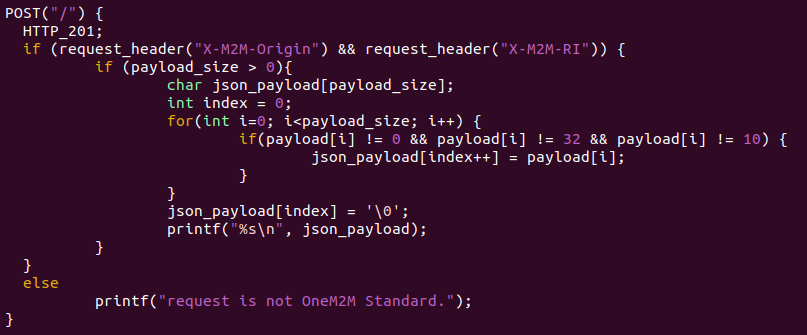 POST("/") {
  HTTP_201;
  if (request_header("X-M2M-Origin") && request_header("X-M2M-RI")) {
          if (payload_size > 0){
                  char json_payload[payload_size];
                  int index = 0;
                  for(int i=0; i<payload_size; i++) {
                          if(payload[i] != 0 && payload[i] != 32 && payload[i] != 10) {
                                  json_payload[index++] = payload[i];
                          }
                  }
                  json_payload[index] = '\0';
                  printf("%s\n", json_payload);
          }
  }
  else
          printf("request is not OneM2M Standard.");
}